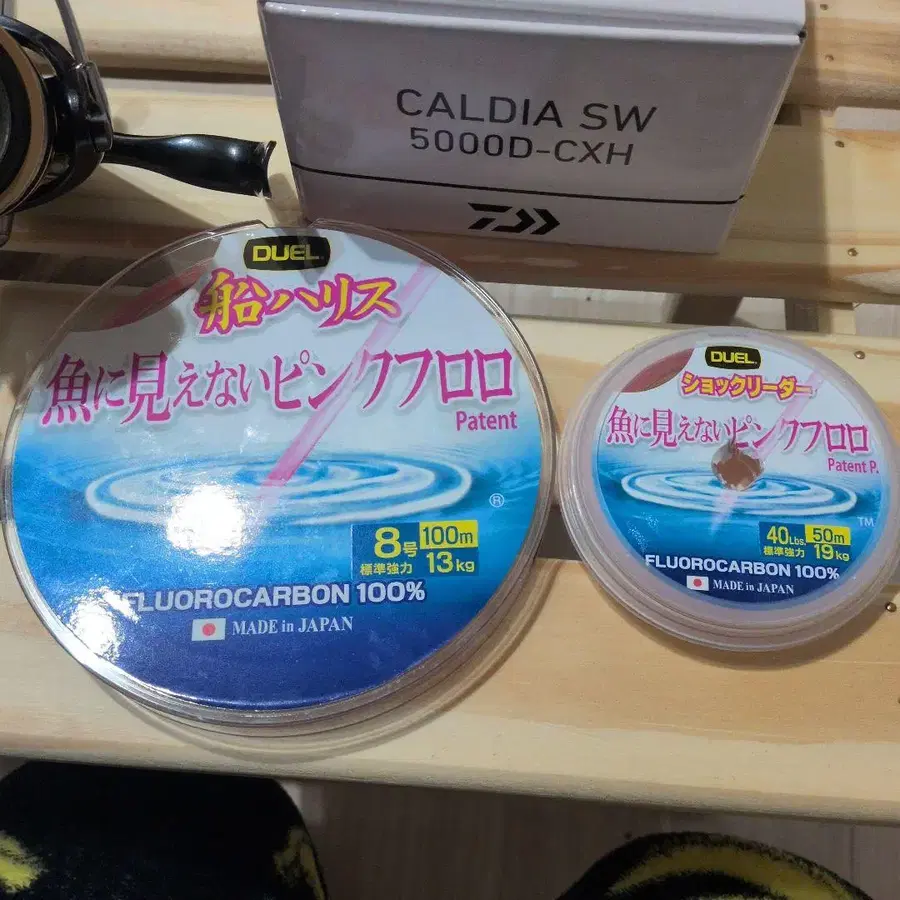 CALDIA SW
5000D-CXH
DUEL
船ハリス
魚に見えないピンクフロロ
Patent
®
8号 100m
標準強力 13kg
FLUOROCARBON 100%
MADE in JAPAN
DUEL
ショックリーダー
魚に見えないピンクフロロ
Patent P.
TM
40Lbs. 50m
標準強力 19kg
FLUOROCARBON 100%
MADE in JAPAN